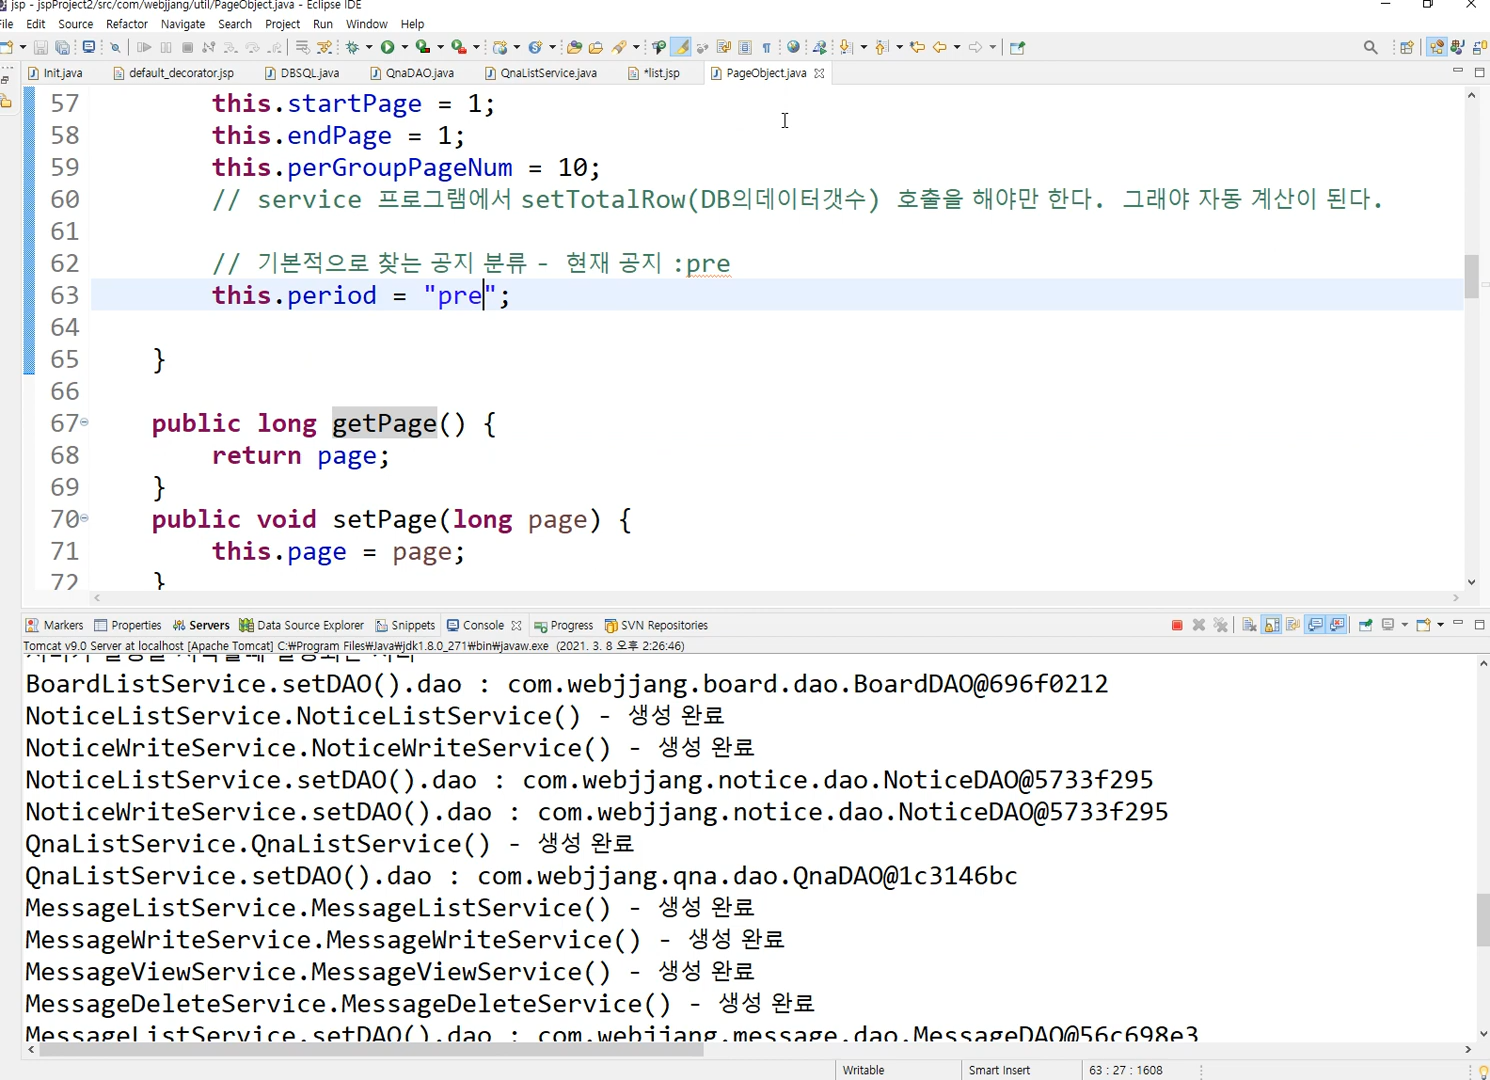 jsp - jspProject2/src/com/webjjang/util/PageObject.java - Eclipse IDE
File Edit Source Refactor Navigate Search Project Run Window Help
Init.java default_decorator.jsp DBSQL.java QnaDAO.java QnaListService.java *list.jsp PageObject.java
57 this.startPage = 1;
58 this.endPage = 1;
59 this.perGroupPageNum = 10;
60 // service 프로그램에서 setTotalRow(DB의데이터갯수) 호출을 해야만 한다. 그래야 자동 계산이 된다.
61
62 // 기본적으로 찾는 공지 분류 - 현재 공지 :pre
63 this.period = "pre";
64
65 }
66
67 public long getPage() {
68 return page;
69 }
70 public void setPage(long page) {
71 this.page = page;
72 }
Markers Properties Servers Data Source Explorer Snippets Console Progress SVN Repositories
Tomcat v9.0 Server at localhost [Apache Tomcat] C:₩Program Files₩Java₩jdk1.8.0_271₩bin₩javaw.exe (2021. 3. 8 오후 2:26:46)
BoardListService.setDAO().dao : com.webjjang.board.dao.BoardDAO@696f0212
NoticeListService.NoticeListService() - 생성 완료
NoticeWriteService.NoticeWriteService() - 생성 완료
NoticeListService.setDAO().dao : com.webjjang.notice.dao.NoticeDAO@5733f295
NoticeWriteService.setDAO().dao : com.webjjang.notice.dao.NoticeDAO@5733f295
QnaListService.QnaListService() - 생성 완료
QnaListService.setDAO().dao : com.webjjang.qna.dao.QnaDAO@1c3146bc
MessageListService.MessageListService() - 생성 완료
MessageWriteService.MessageWriteService() - 생성 완료
MessageViewService.MessageViewService() - 생성 완료
MessageDeleteService.MessageDeleteService() - 생성 완료
MessageListService.setDAO().dao : com.webjjang.message.dao.MessageDAO@56c698e3
Writable Smart Insert 63 : 27 : 1608